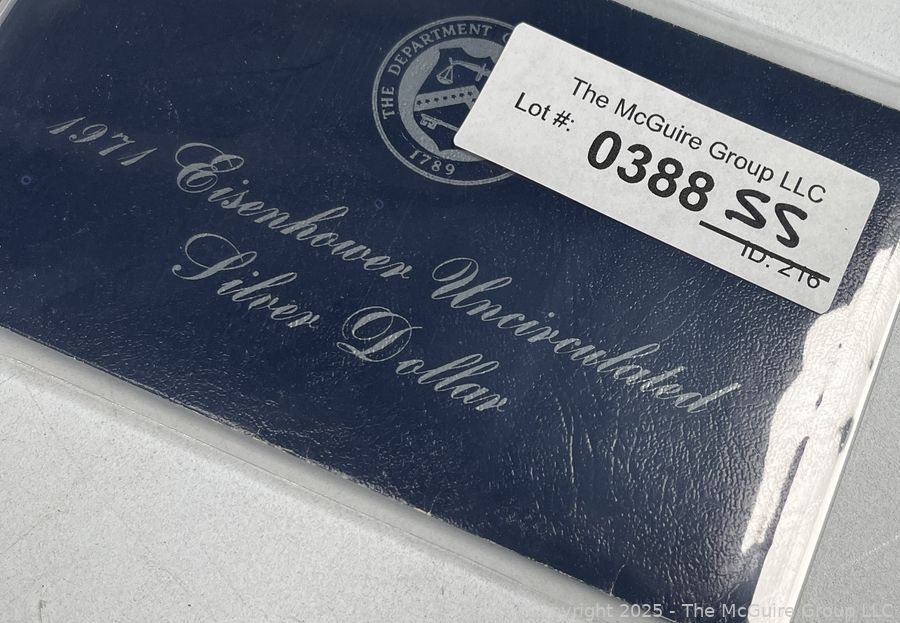 THE DEPARTMENT
1789
1971 Eisenhower Uncirculated
Silver Dollar
The McGuire Group LLC
Lot #: 0388 SS
ID: 216
Copyright 2025 - The McGuire Group LLC